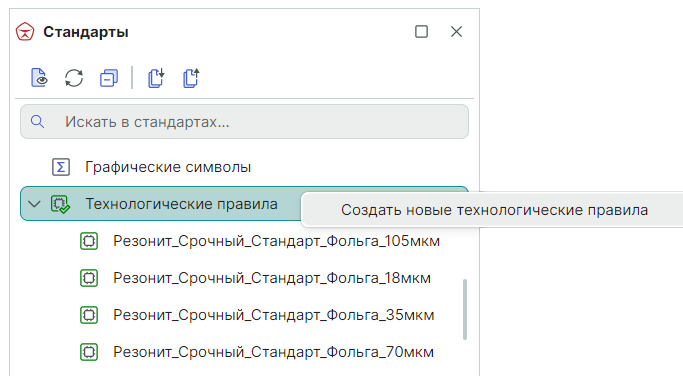 Стандарты
Искать в стандартах...
Графические символы
Технологические правила
Создать новые технологические правила
Резонит_Срочный_Стандарт_Фольга_105мкм
Резонит_Срочный_Стандарт_Фольга_18мкм
Резонит_Срочный_Стандарт_Фольга_35мкм
Резонит_Срочный_Стандарт_Фольга_70мкм